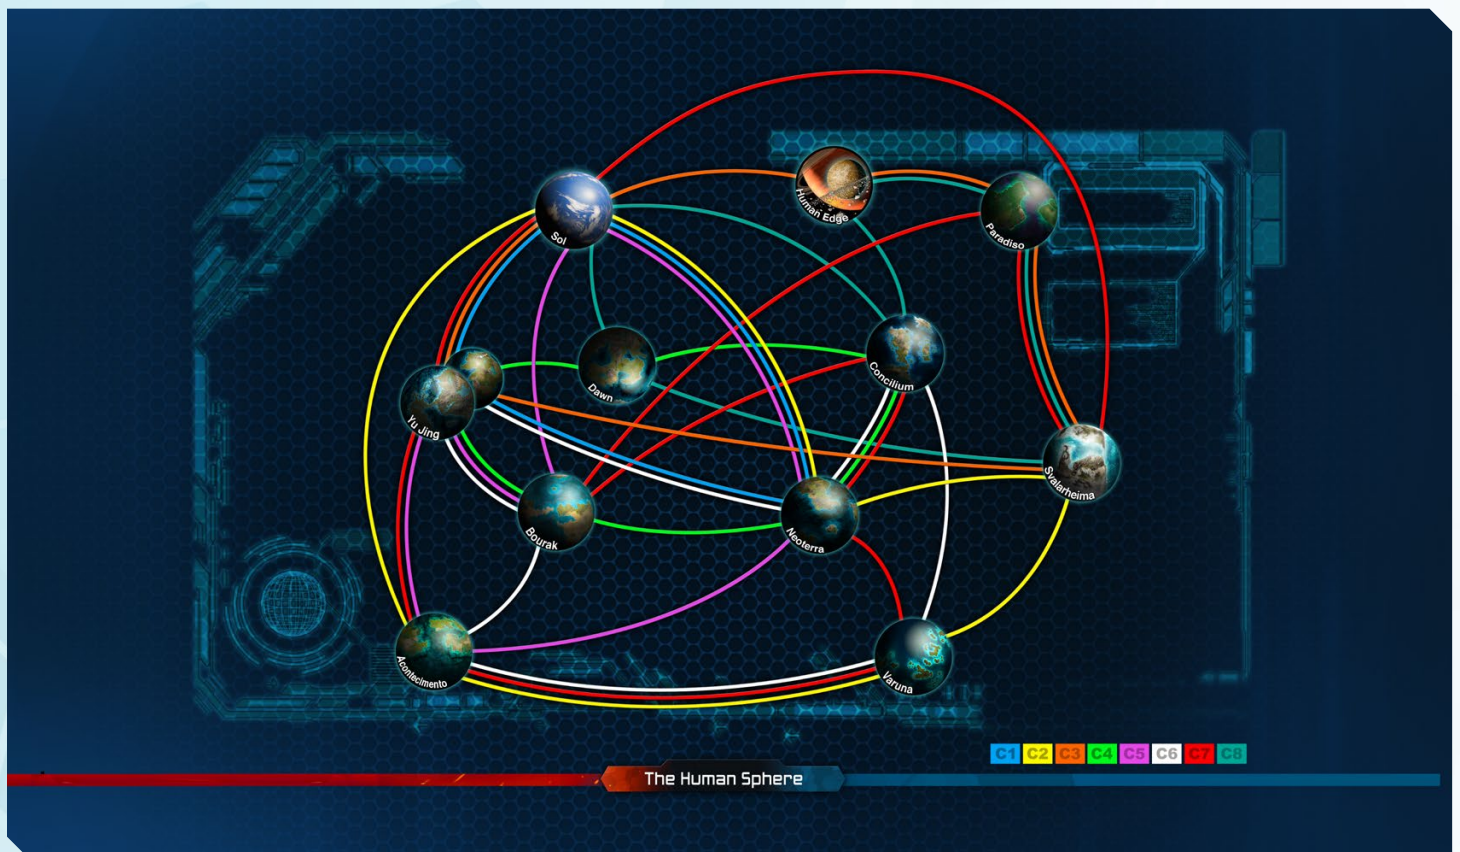 Sol
Human Edge
Paradiso
Dawn
Concilium
Yu Jing
Svalarheima
Bourak
Neoterra
Acontecimento
Varuna
C1 C2 C3 C4 C5 C6 C7 C8
The Human Sphere